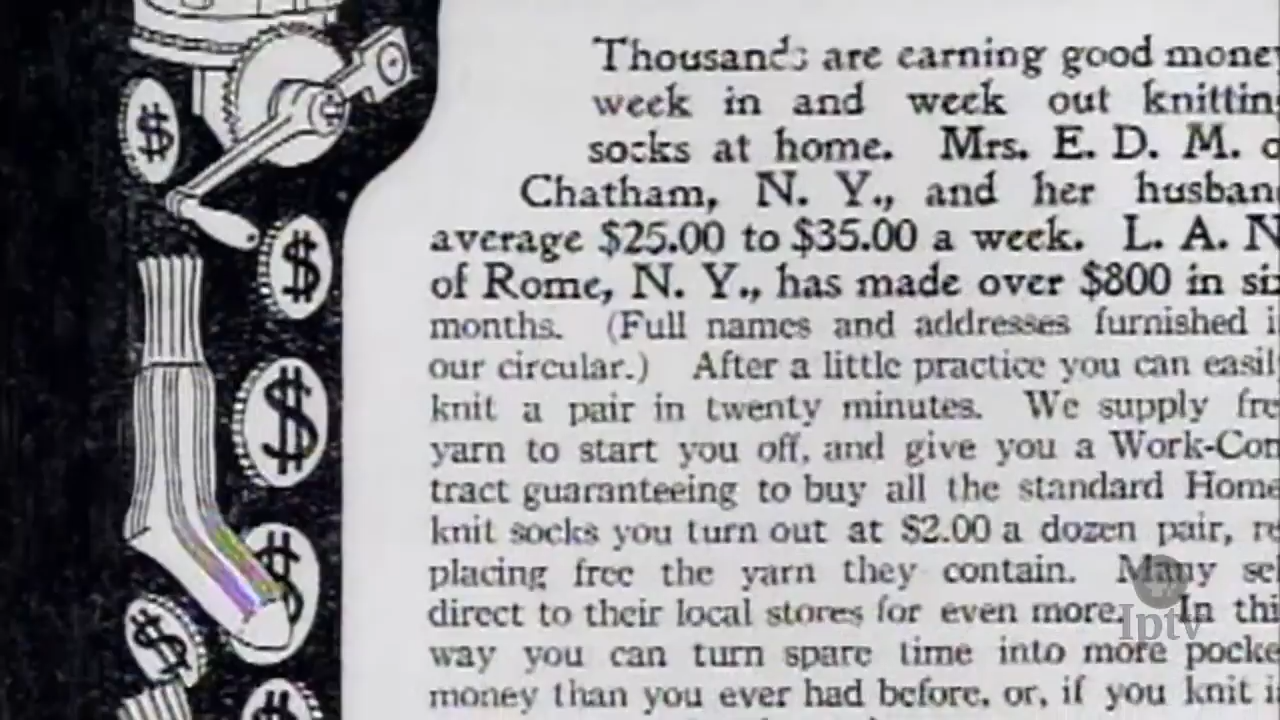 Thousands are earning good money
week in and week out knittin
socks at home. Mrs. E. D. M. o
Chatham, N. Y., and her husban
average $25.00 to $35.00 a week. L. A. N
of Rome, N. Y., has made over $800 in six
months. (Full names and addresses furnished i
our circular.) After a little practice you can easil
knit a pair in twenty minutes. We supply fre
yarn to start you off, and give you a Work-Con
tract guaranteeing to buy all the standard Home
knit socks you turn out at $2.00 a dozen pair, re
placing free the yarn they contain. Many sel
direct to their local stores for even more. In thi
way you can turn spare time into more pocke
money than you ever had before, or, if you knit i
Iptv